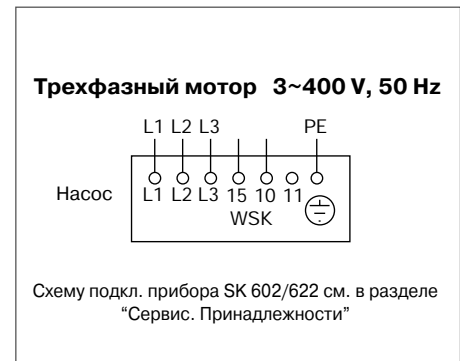 Трехфазный мотор 3~400 V, 50 Hz
L1 L2 L3 PE
Насос
L1 L2 L3 15 10 11
WSK
Схему подкл. прибора SK 602/622 см. в разделе
“Сервис. Принадлежности”